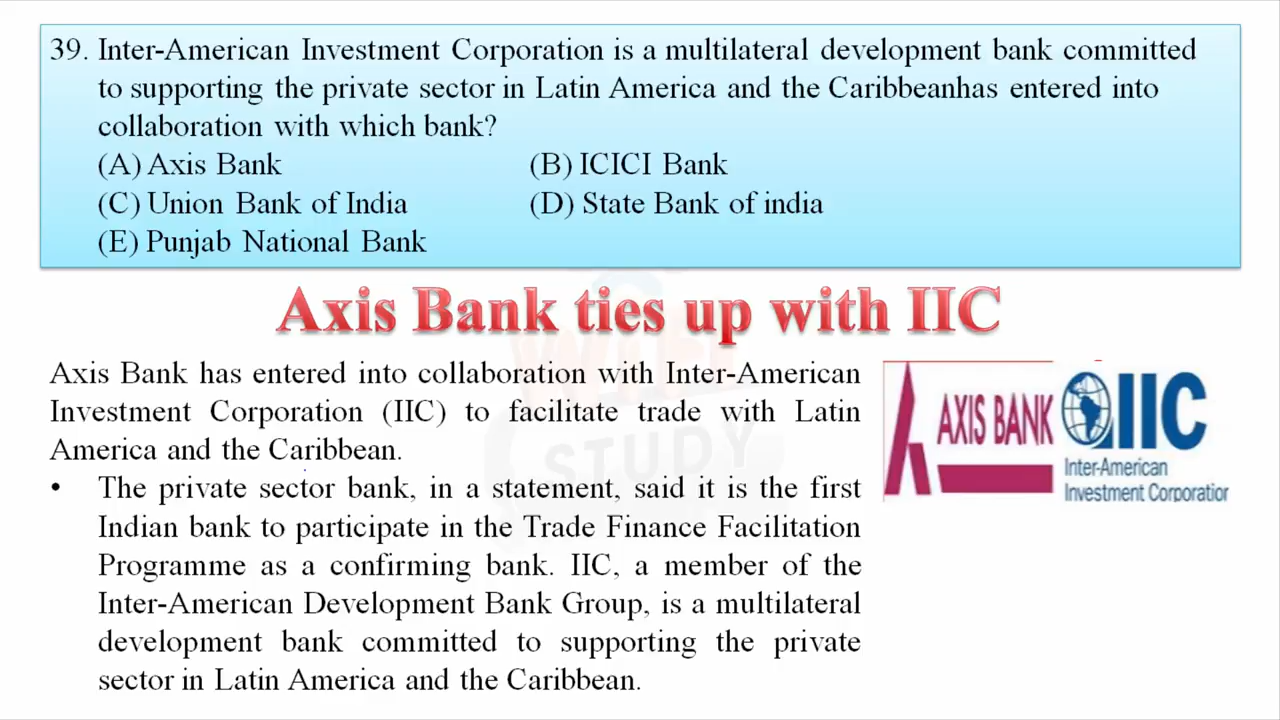 39. Inter-American Investment Corporation is a multilateral development bank committed
to supporting the private sector in Latin America and the Caribbeanhas entered into
collaboration with which bank?
(A) Axis Bank (B) ICICI Bank
(C) Union Bank of India (D) State Bank of india
(E) Punjab National Bank
Axis Bank ties up with IIC
Axis Bank has entered into collaboration with Inter-American
Investment Corporation (IIC) to facilitate trade with Latin
America and the Caribbean.
• The private sector bank, in a statement, said it is the first
Indian bank to participate in the Trade Finance Facilitation
Programme as a confirming bank. IIC, a member of the
Inter-American Development Bank Group, is a multilateral
development bank committed to supporting the private
sector in Latin America and the Caribbean.
AXIS BANK
IIC
Inter-American
Investment Corporation
WiFi
STUDY